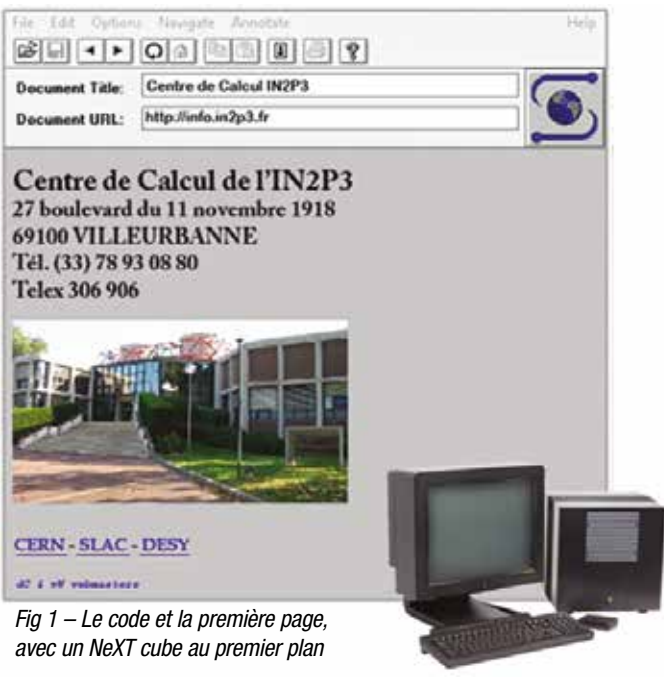 File Edit Options Navigate Annotate Help
Document Title: Centre de Calcul IN2P3
Document URL: http://info.in2p3.fr
Centre de Calcul de l'IN2P3
27 boulevard du 11 novembre 1918
69100 VILLEURBANNE
Tél. (33) 78 93 08 80
Telex 306 906
CERN - SLAC - DESY
webmasters
Fig 1 – Le code et la première page,
avec un NeXT cube au premier plan